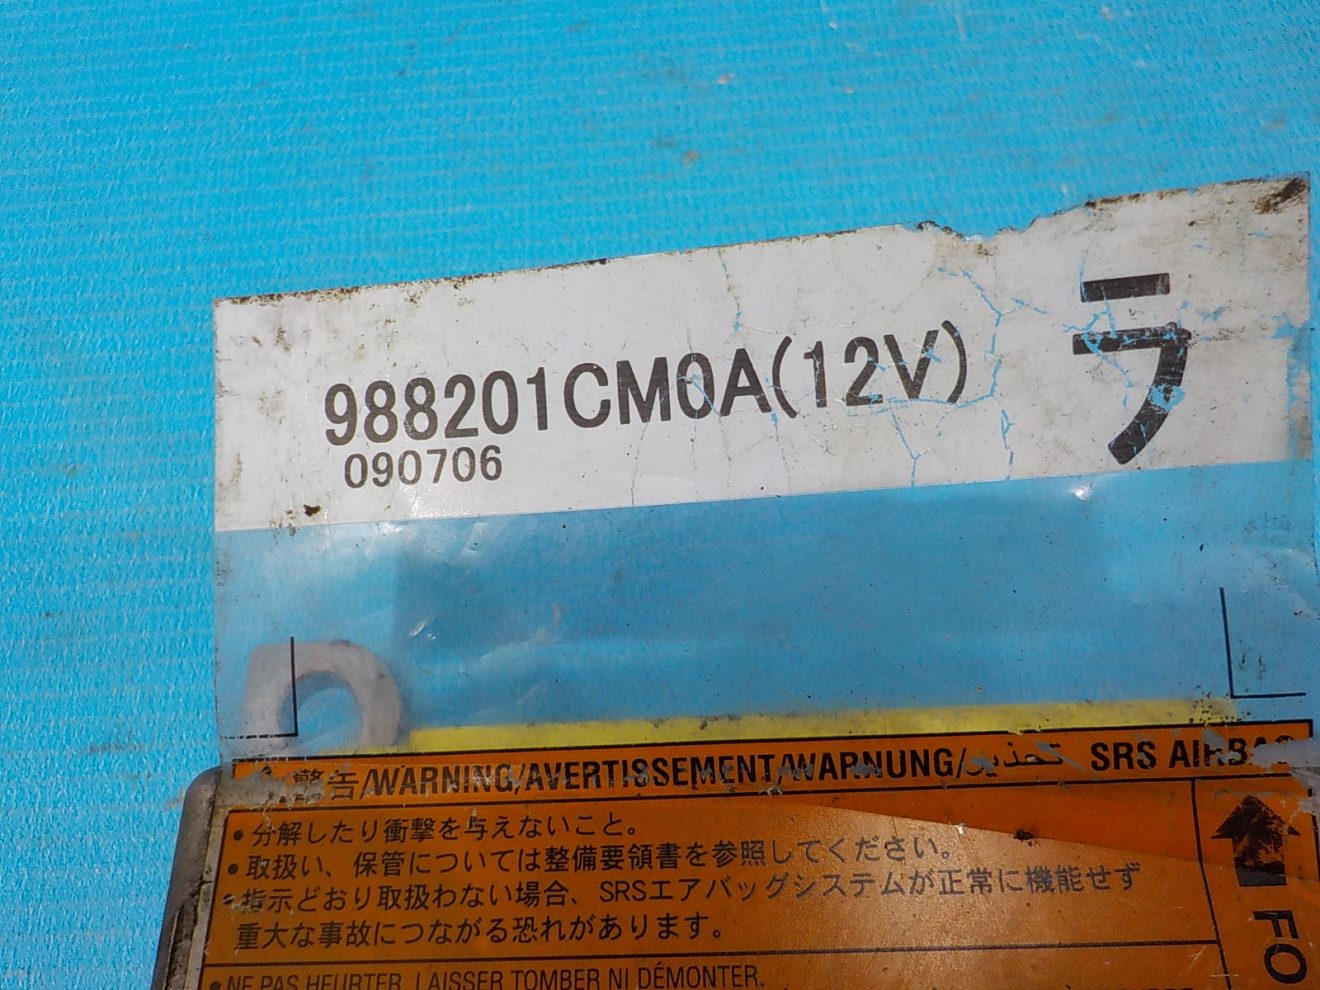 988201CM0A(12V) ラ
090706
警告/WARNING/AVERTISSEMENT/WARNUNG/تحذير SRS AIRBAG
• 分解したり衝撃を与えないこと。
• 取扱い、保管については整備要領書を参照してください。
• 指示どおり取扱わない場合、SRSエアバッグシステムが正常に機能せず
重大な事故につながる恐れがあります。
FO
• NE PAS HEURTER, LAISSER TOMBER NI DÉMONTER.